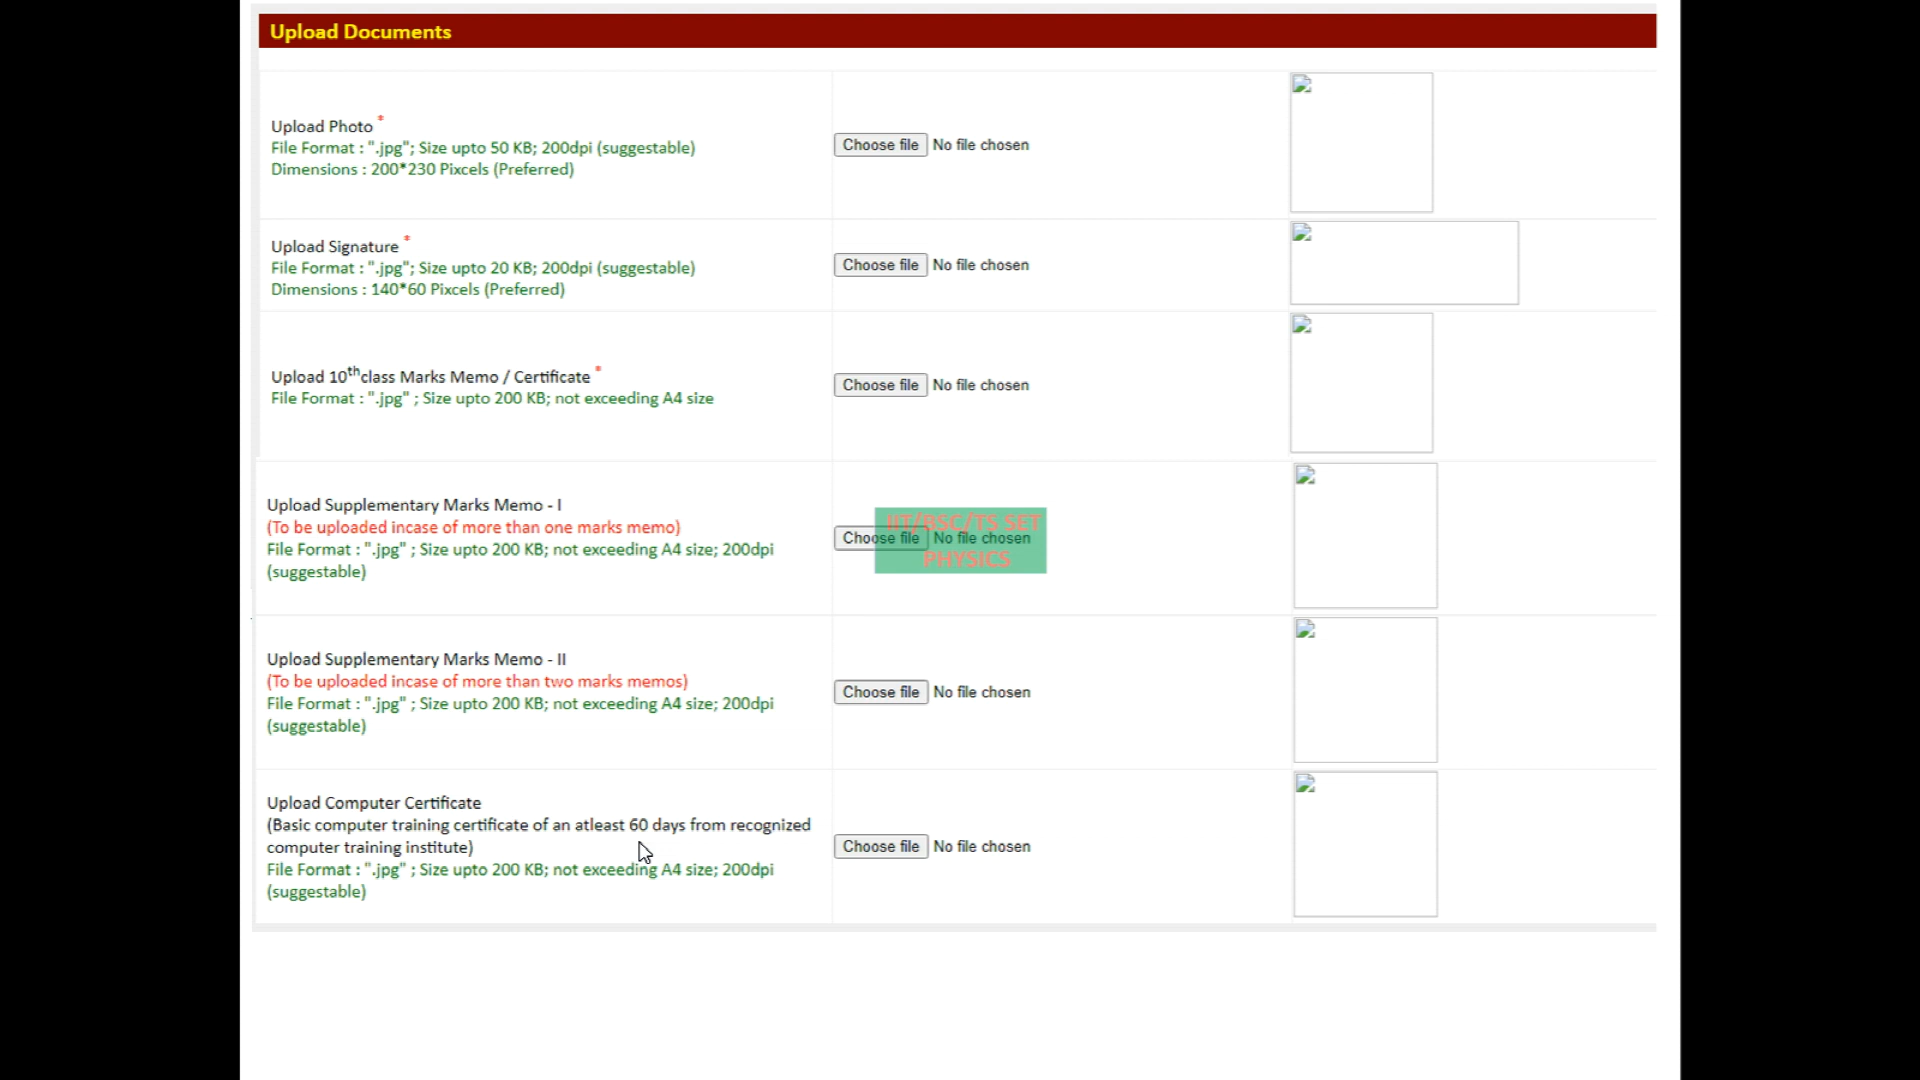 Upload Documents
Upload Photo *
File Format : ".jpg"; Size upto 50 KB; 200dpi (suggestable)
Dimensions : 200*230 Pixcels (Preferred)
Choose file No file chosen
Upload Signature *
File Format : ".jpg"; Size upto 20 KB; 200dpi (suggestable)
Dimensions : 140*60 Pixcels (Preferred)
Choose file No file chosen
Upload 10thclass Marks Memo / Certificate *
File Format : ".jpg" ; Size upto 200 KB; not exceeding A4 size
Choose file No file chosen
Upload Supplementary Marks Memo - I
(To be uploaded incase of more than one marks memo)
File Format : ".jpg" ; Size upto 200 KB; not exceeding A4 size; 200dpi
(suggestable)
IIT/BSC/TS SET
Choose file No file chosen
PHYSICS
Upload Supplementary Marks Memo - II
(To be uploaded incase of more than two marks memos)
File Format : ".jpg" ; Size upto 200 KB; not exceeding A4 size; 200dpi
(suggestable)
Choose file No file chosen
Upload Computer Certificate
(Basic computer training certificate of an atleast 60 days from recognized
computer training institute)
File Format : ".jpg" ; Size upto 200 KB; not exceeding A4 size; 200dpi
(suggestable)
Choose file No file chosen